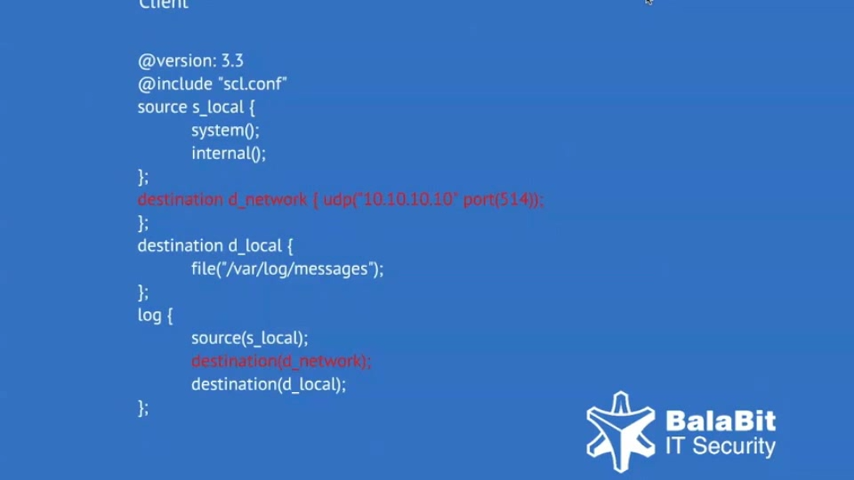 Client
@version: 3.3
@include "scl.conf"
source s_local {
system();
internal();
};
destination d_network { udp("10.10.10.10" port(514));
};
destination d_local {
file("/var/log/messages");
};
log {
source(s_local);
destination(d_network);
destination(d_local);
};
BalaBit
IT Security